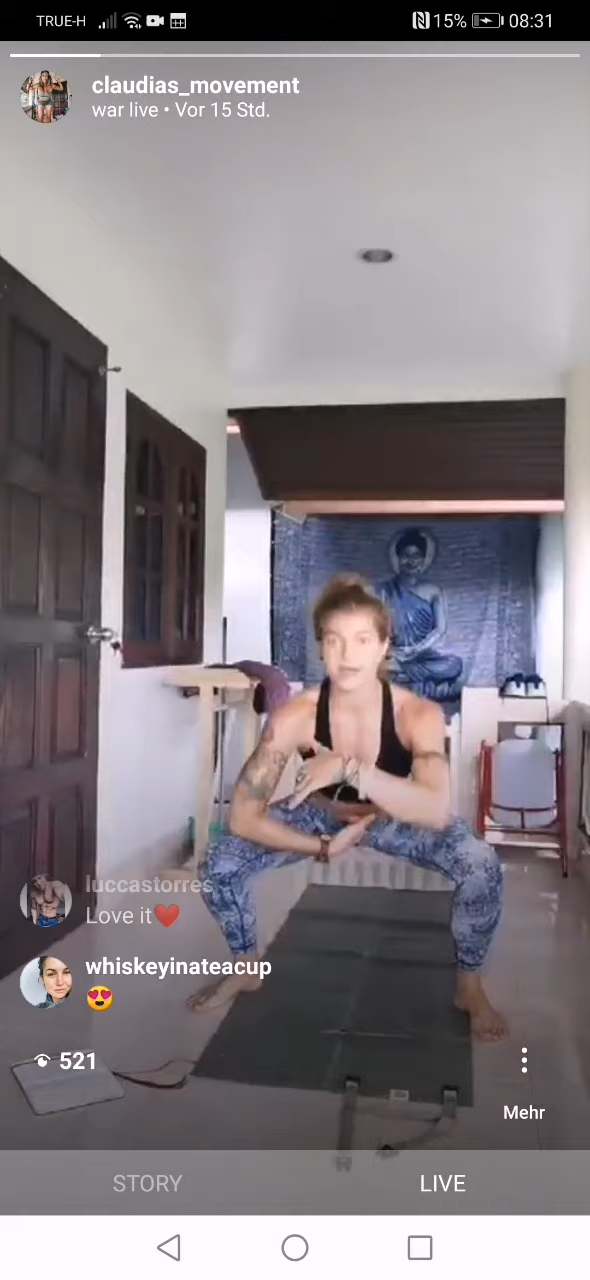 TRUE-H 15% 08:31
claudias_movement
war live • Vor 15 Std.
luccastorres
Love it❤️
whiskeyinateacup
😍
521
Mehr
STORY LIVE